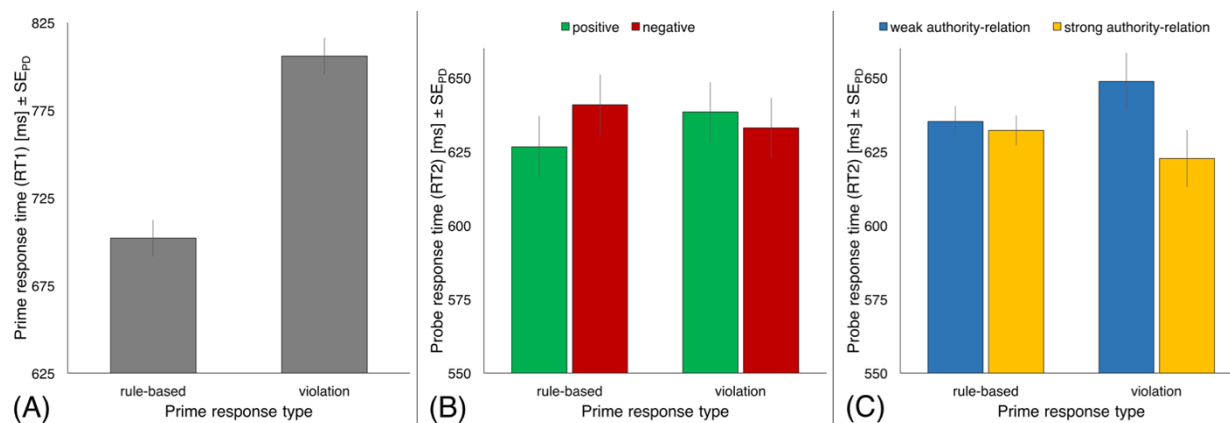 Prime response time (RT1) [ms] ± SEPD
825
775
725
675
625
rule-based violation
Prime response type
(A)
positive negative
Probe response time (RT2) [ms] ± SEPD
650
625
600
575
550
rule-based violation
Prime response type
(B)
weak authority-relation strong authority-relation
Probe response time (RT2) [ms] ± SEPD
650
625
600
575
550
rule-based violation
Prime response type
(C)